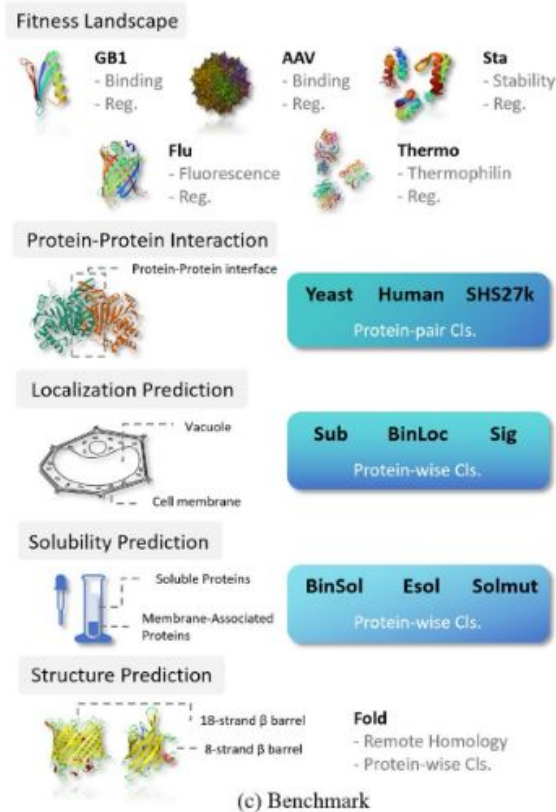 Fitness Landscape
GB1
- Binding
- Reg.
AAV
- Binding
- Reg.
Sta
- Stability
- Reg.
Flu
- Fluorescence
- Reg.
Thermo
- Thermophilin
- Reg.
Protein-Protein Interaction
Protein-Protein interface
Yeast Human SHS27k
Protein-pair Cls.
Localization Prediction
Vacuole
Cell membrane
Sub BinLoc Sig
Protein-wise Cls.
Solubility Prediction
Soluble Proteins
Membrane-Associated
Proteins
BinSol Esol Solmut
Protein-wise Cls.
Structure Prediction
18-strand β barrel
8-strand β barrel
Fold
- Remote Homology
- Protein-wise Cls.
(c) Benchmark